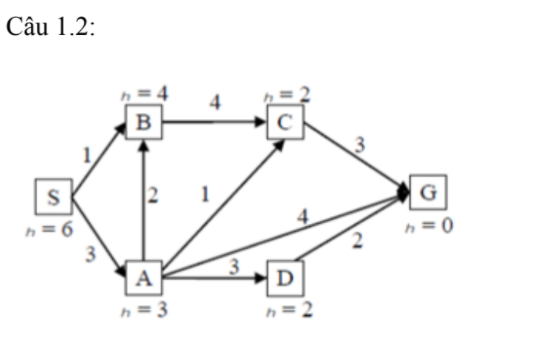 Câu 1.2:
h = 4
4
h = 2
B
C
1
3
S
2
1
G
h = 6
4
h = 0
3
2
A
3
D
h = 3
h = 2